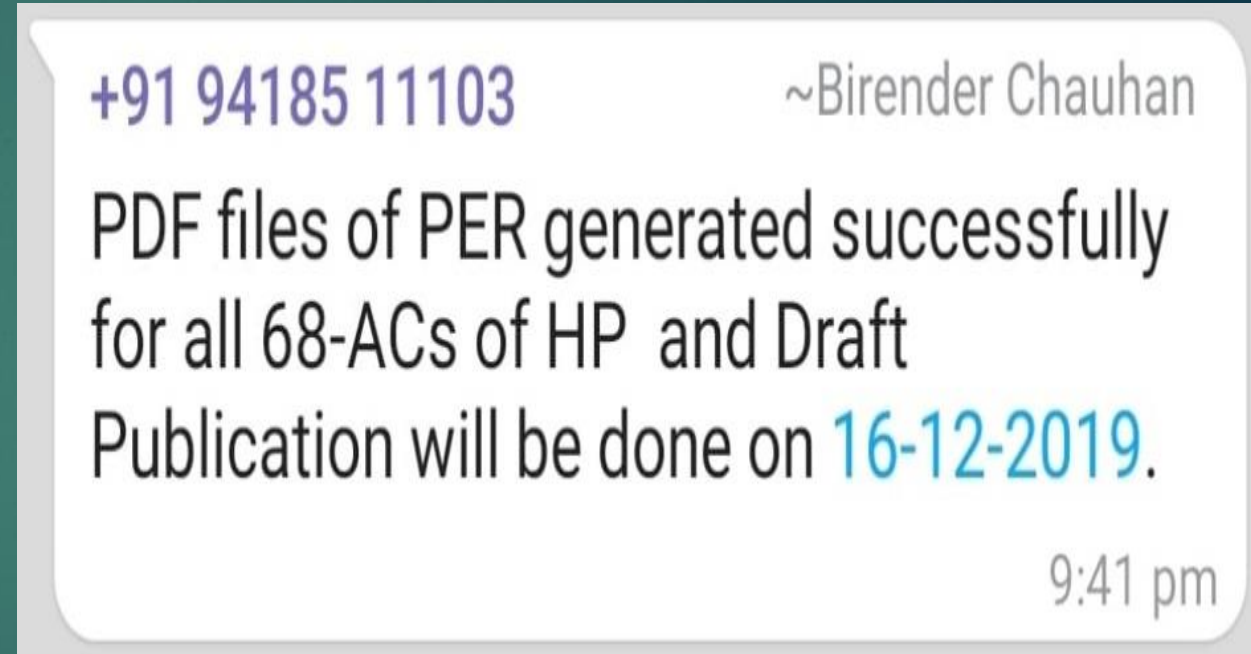 +91 94185 11103 ~Birender Chauhan
PDF files of PER generated successfully
for all 68-ACs of HP and Draft
Publication will be done on 16-12-2019.
9:41 pm